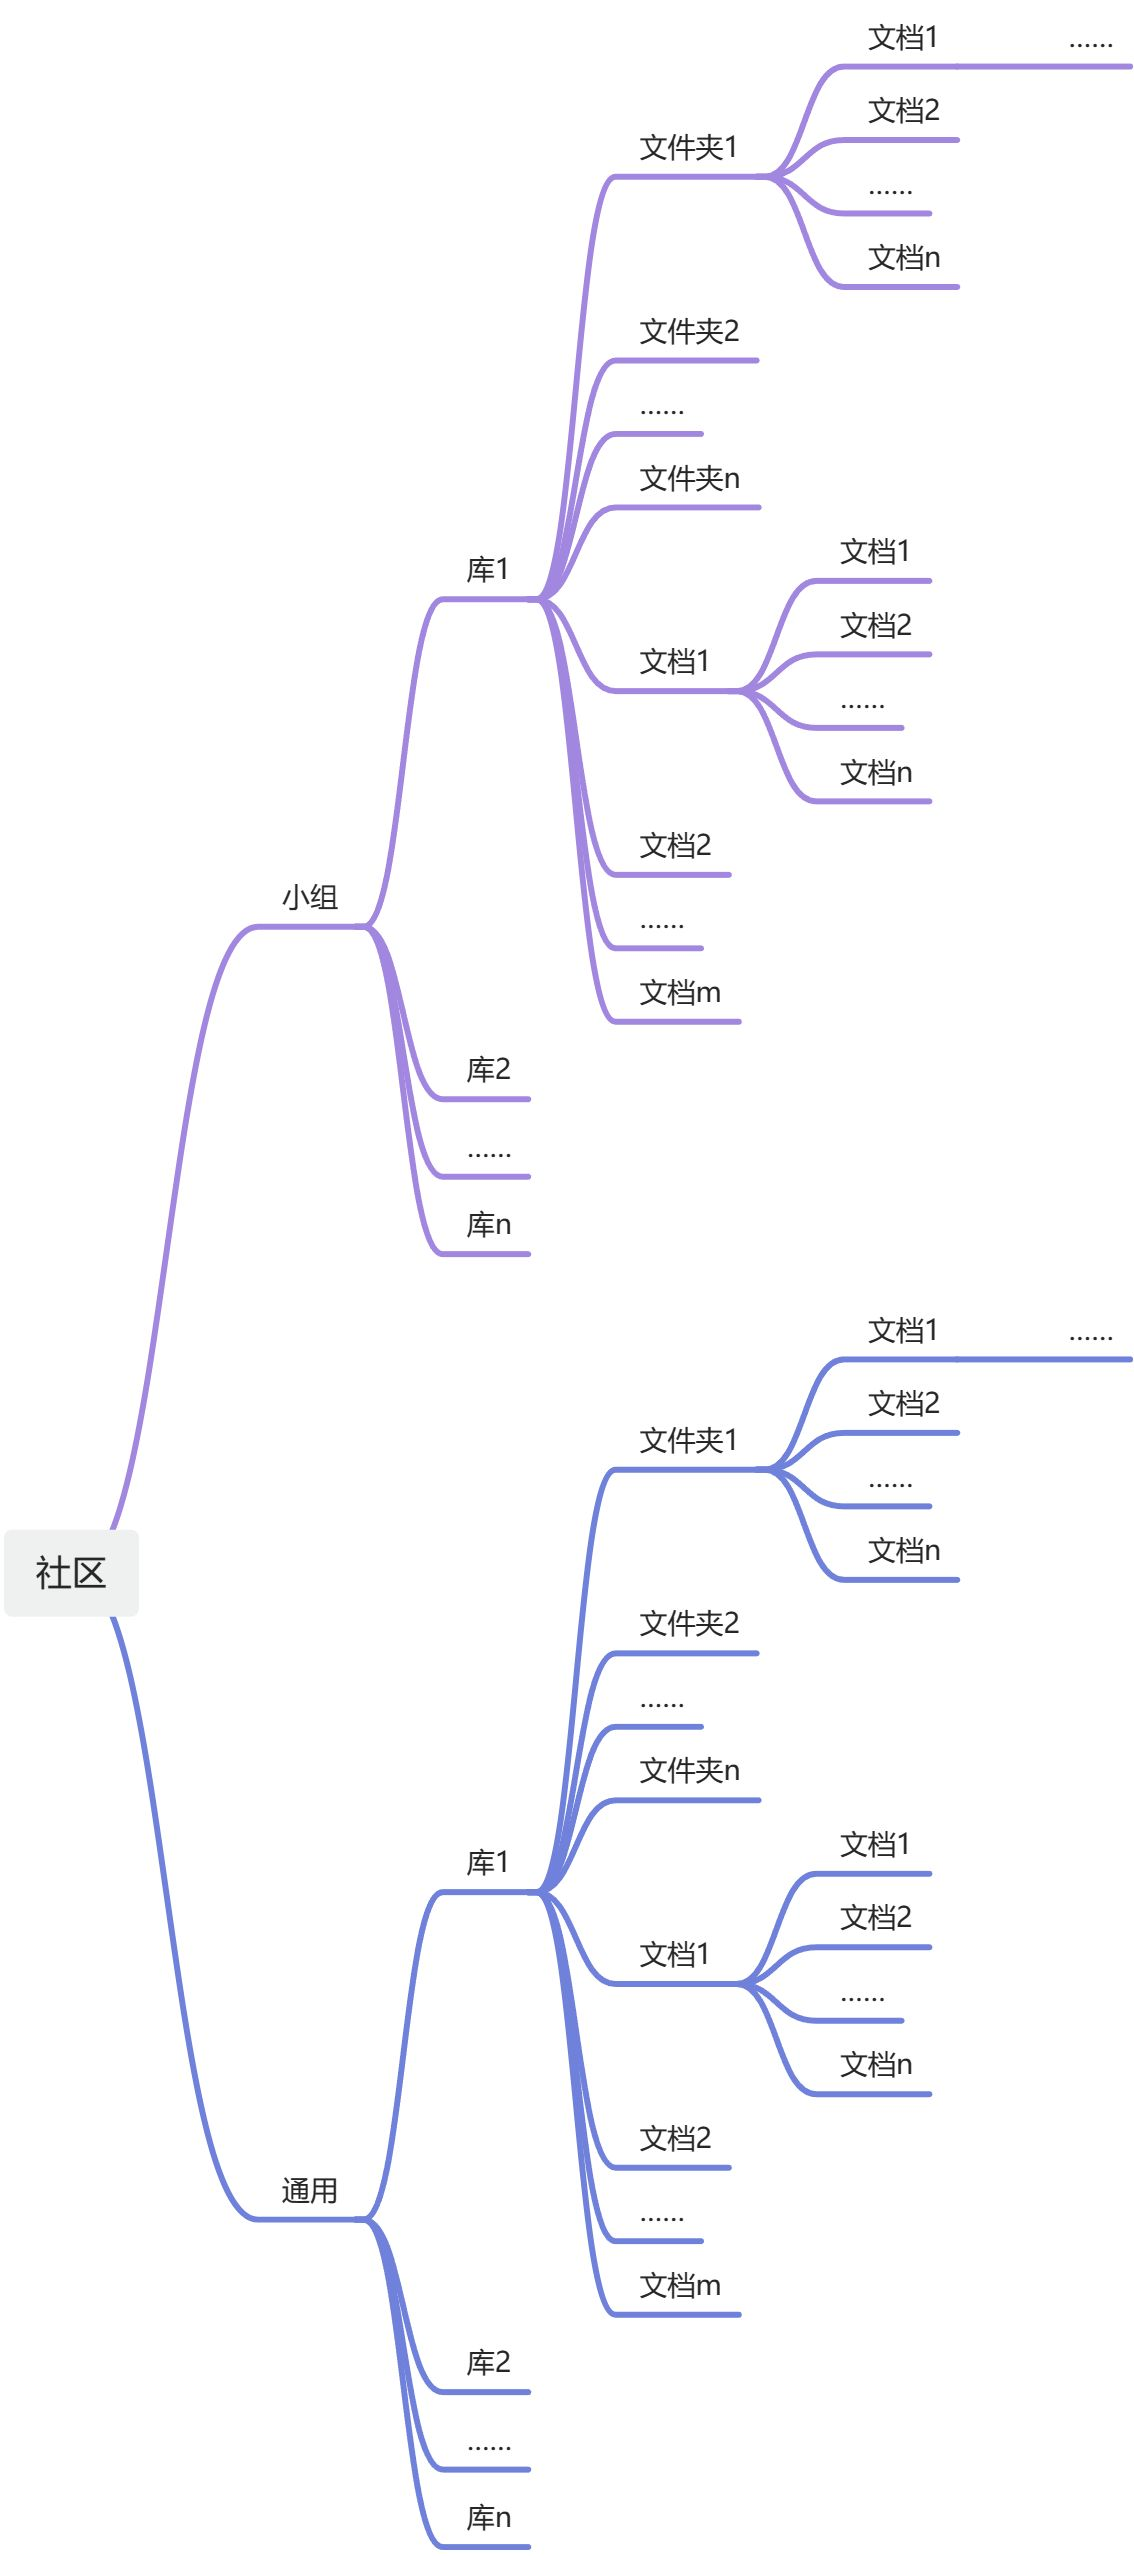 文档1 ……
文档2
文件夹1
……
文档n
文件夹2
……
文件夹n
文档1
库1
文档2
文档1
……
文档n
文档2
小组
……
文档m
库2
……
库n
文档1 ……
文档2
文件夹1
……
文档n
社区
文件夹2
……
文件夹n
文档1
库1
文档2
文档1
……
文档n
文档2
通用
……
文档m
库2
……
库n